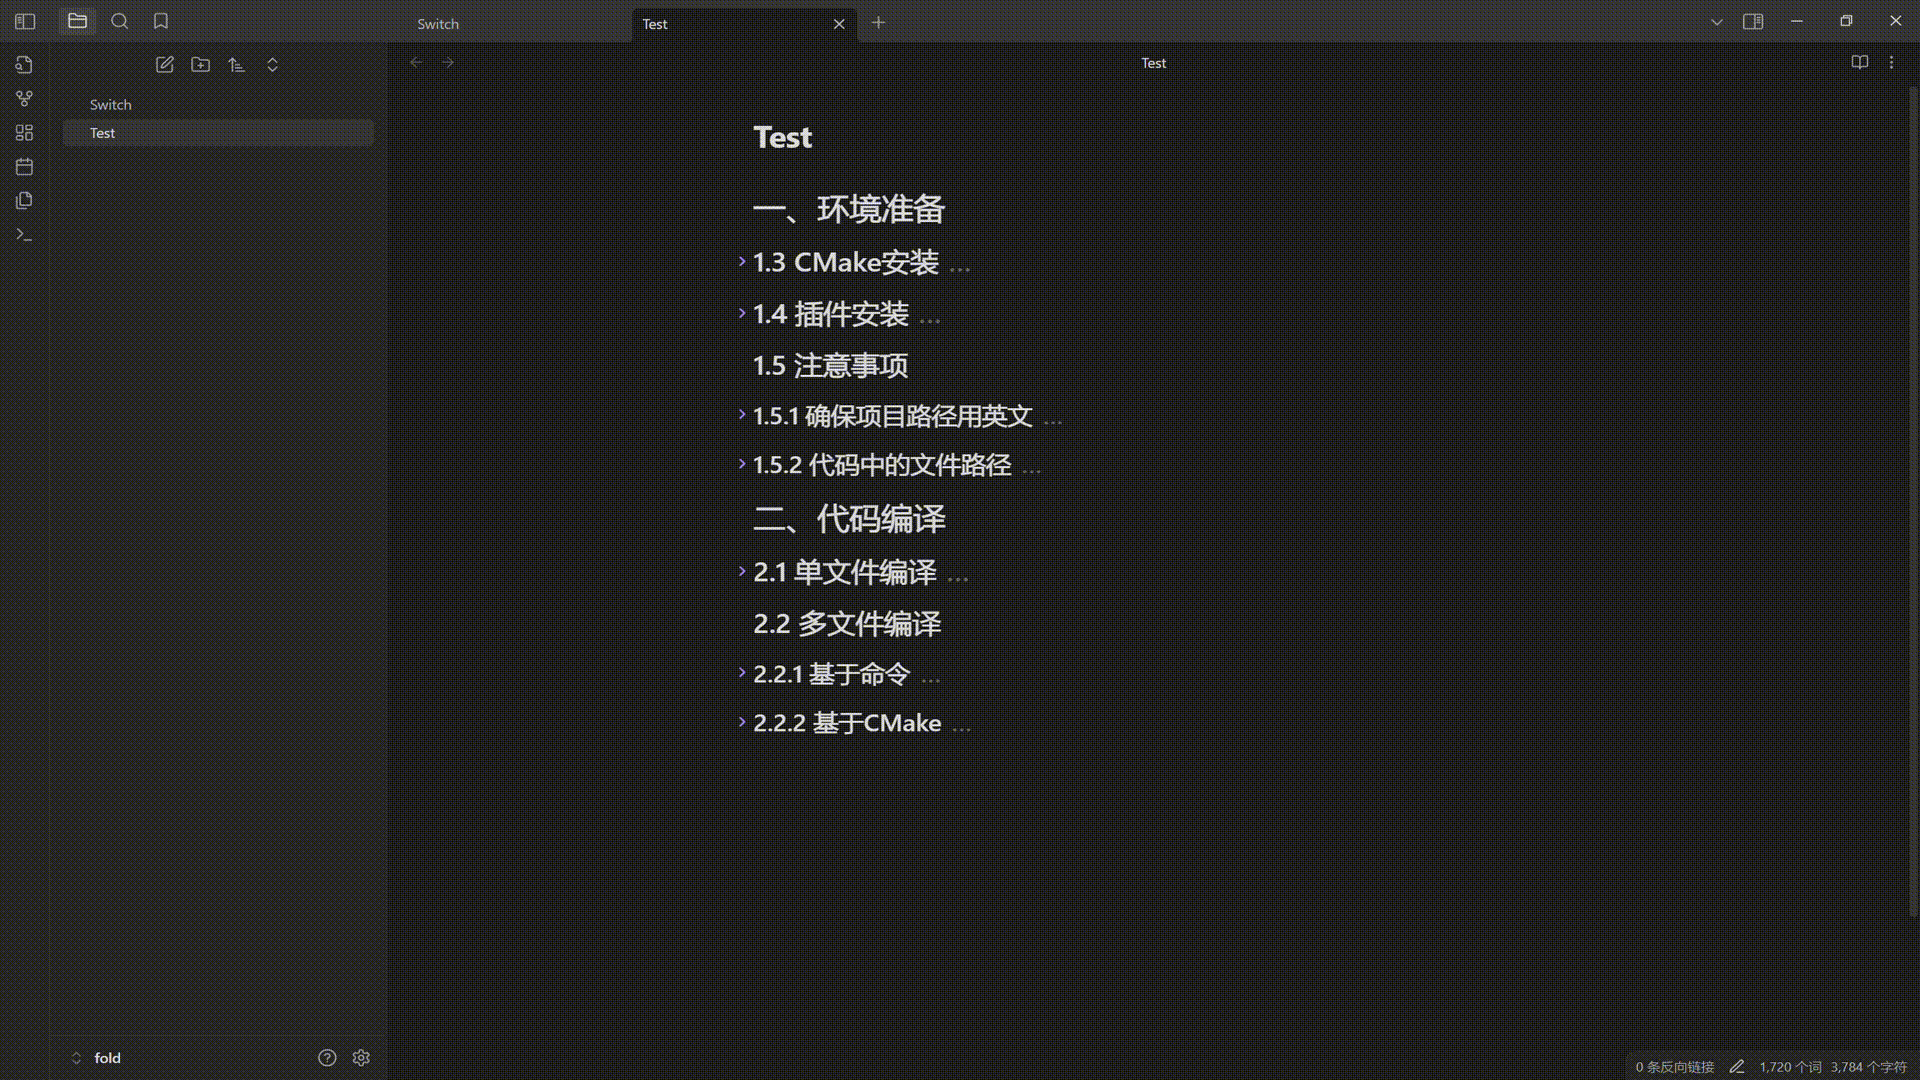 Switch
Test
Test
Switch
Test
Test
一、环境准备
1.3 CMake安装 ...
1.4 插件安装 ...
1.5 注意事项
1.5.1 确保项目路径用英文 ...
1.5.2 代码中的文件路径 ...
二、代码编译
2.1 单文件编译 ...
2.2 多文件编译
2.2.1 基于命令 ...
2.2.2 基于CMake ...
fold
0 条反向链接 1,720 个词 3,784 个字符